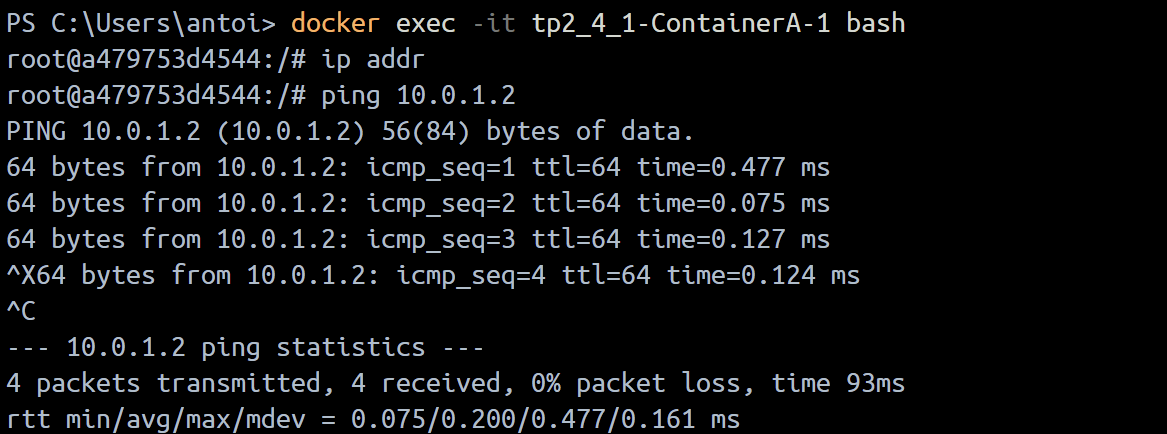 PS C:\Users\antoi> docker exec -it tp2_4_1-ContainerA-1 bash
root@a479753d4544:/# ip addr
root@a479753d4544:/# ping 10.0.1.2
PING 10.0.1.2 (10.0.1.2) 56(84) bytes of data.
64 bytes from 10.0.1.2: icmp_seq=1 ttl=64 time=0.477 ms
64 bytes from 10.0.1.2: icmp_seq=2 ttl=64 time=0.075 ms
64 bytes from 10.0.1.2: icmp_seq=3 ttl=64 time=0.127 ms
^X64 bytes from 10.0.1.2: icmp_seq=4 ttl=64 time=0.124 ms
^C
--- 10.0.1.2 ping statistics ---
4 packets transmitted, 4 received, 0% packet loss, time 93ms
rtt min/avg/max/mdev = 0.075/0.200/0.477/0.161 ms